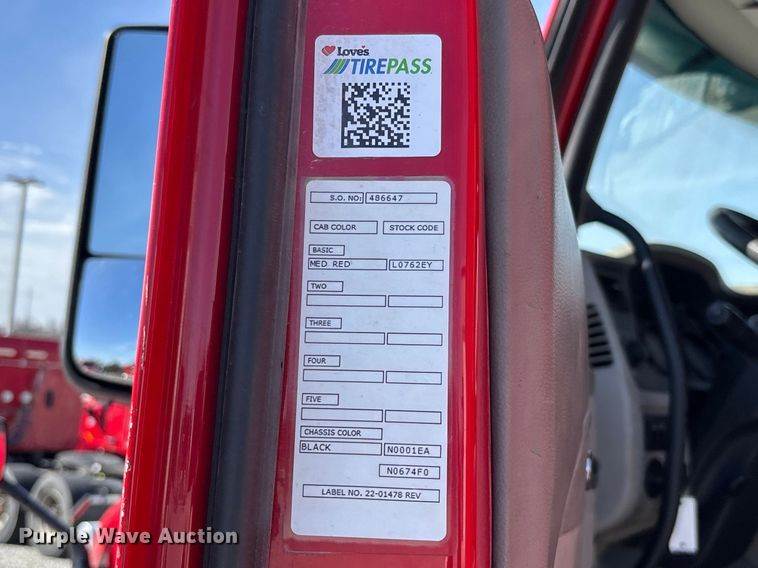 Love's
TIREPASS
S.O. NO: 486647
CAB COLOR STOCK CODE
BASIC
MED RED L0762EY
TWO
THREE
FOUR
FIVE
CHASSIS COLOR
BLACK N0001EA
N0674F0
LABEL NO. 22-01478 REV
Purple Wave Auction